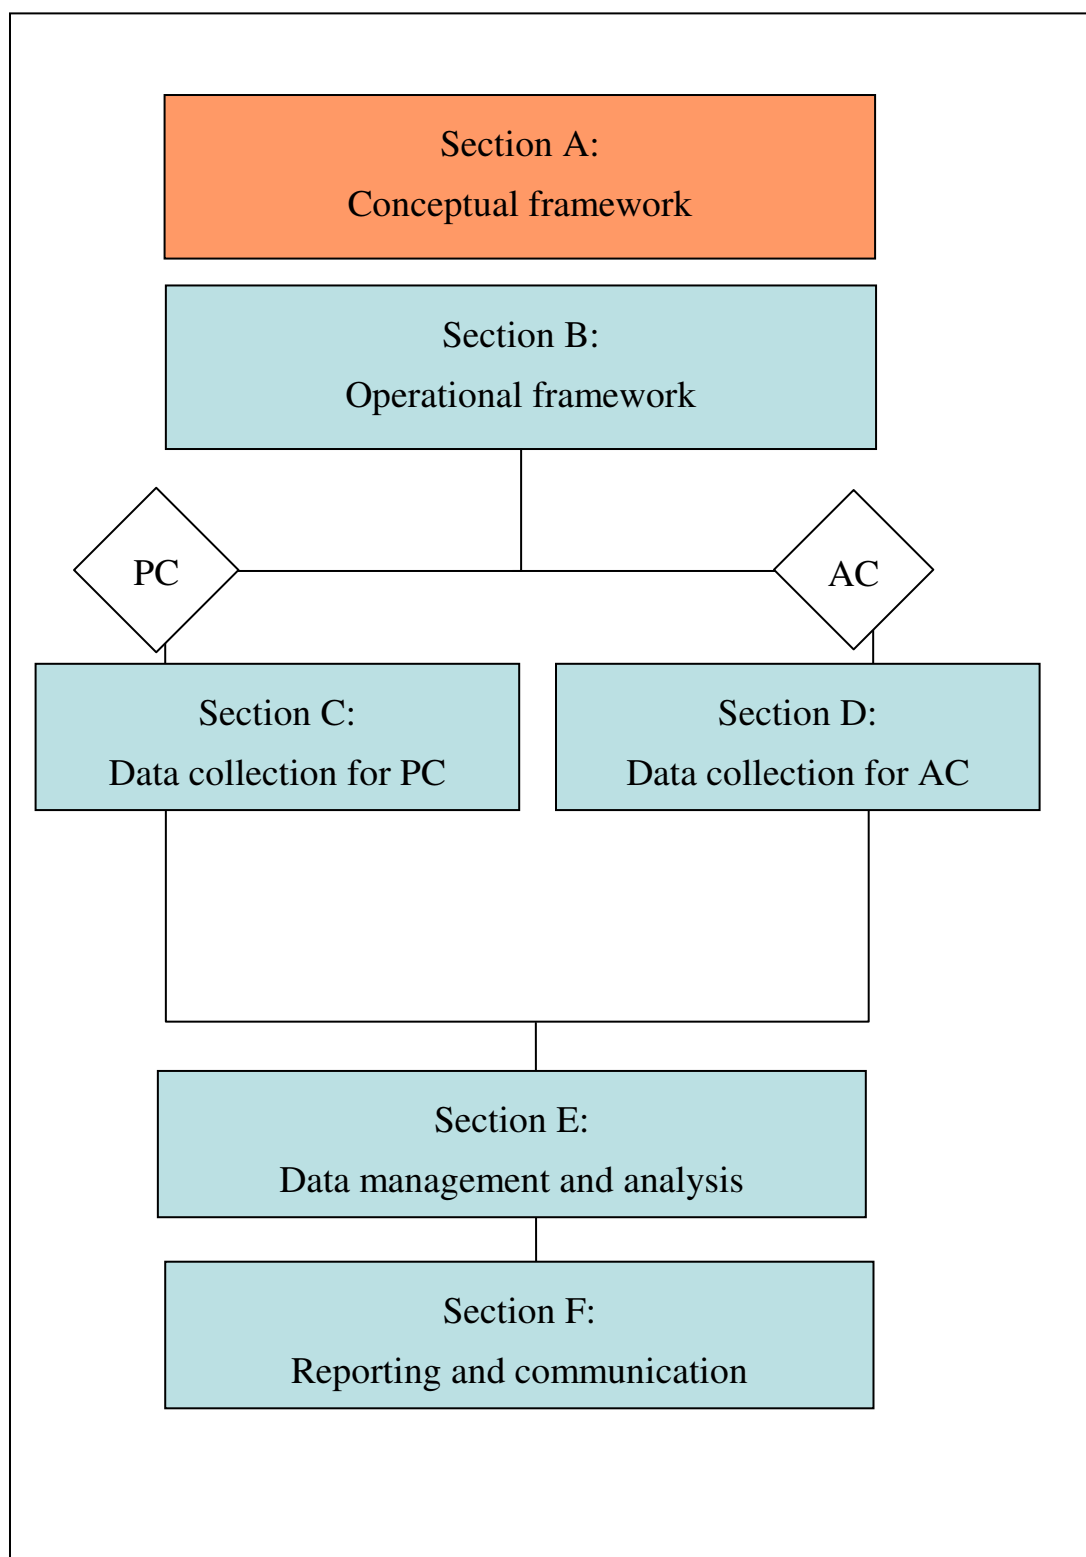 Section A:
Conceptual framework
Section B:
Operational framework
PC
AC
Section C:
Data collection for PC
Section D:
Data collection for AC
Section E:
Data management and analysis
Section F:
Reporting and communication